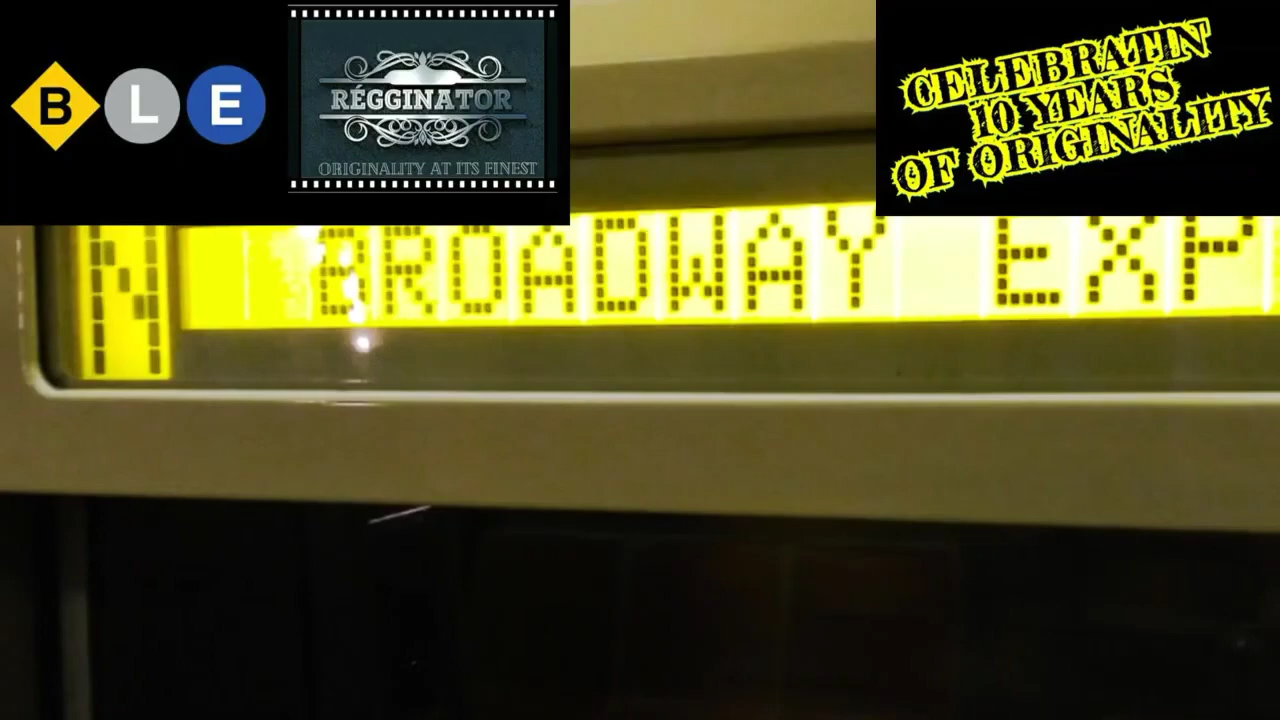 B L E
RÉGGINATOR
ORIGINALITY AT ITS FINEST
CELEBRATIN
10 YEARS
OF ORIGINALITY
N BROADWAY EXP